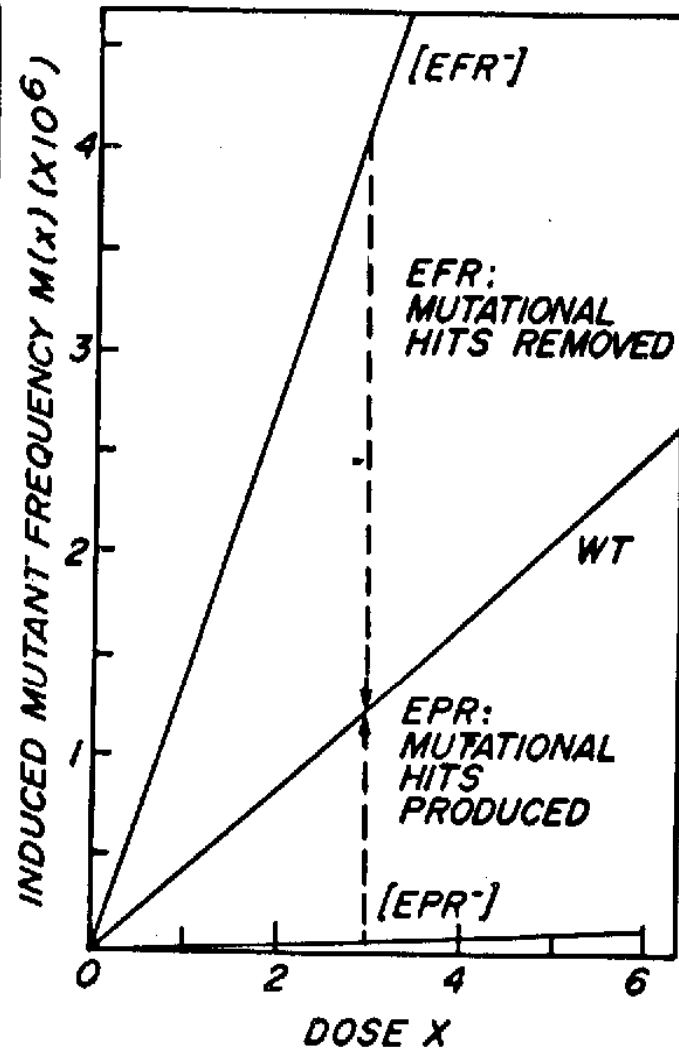 INDUCED MUTANT FREQUENCY M(x) (X10⁶)
[EFR⁻]
4
EFR:
MUTATIONAL
HITS REMOVED
3
2
WT
1
EPR:
MUTATIONAL
HITS
PRODUCED
[EPR⁻]
0
2
4
6
DOSE X